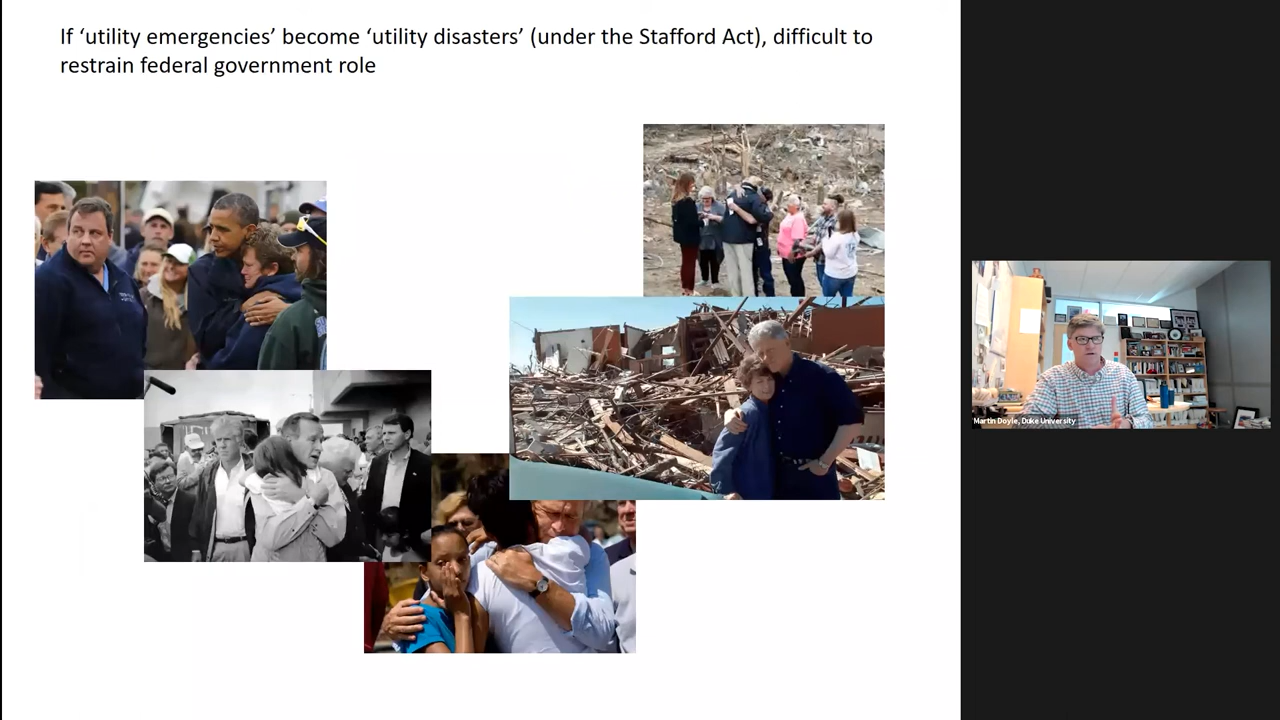 If ‘utility emergencies’ become ‘utility disasters’ (under the Stafford Act), difficult to
restrain federal government role
Martin Doyle, Duke University